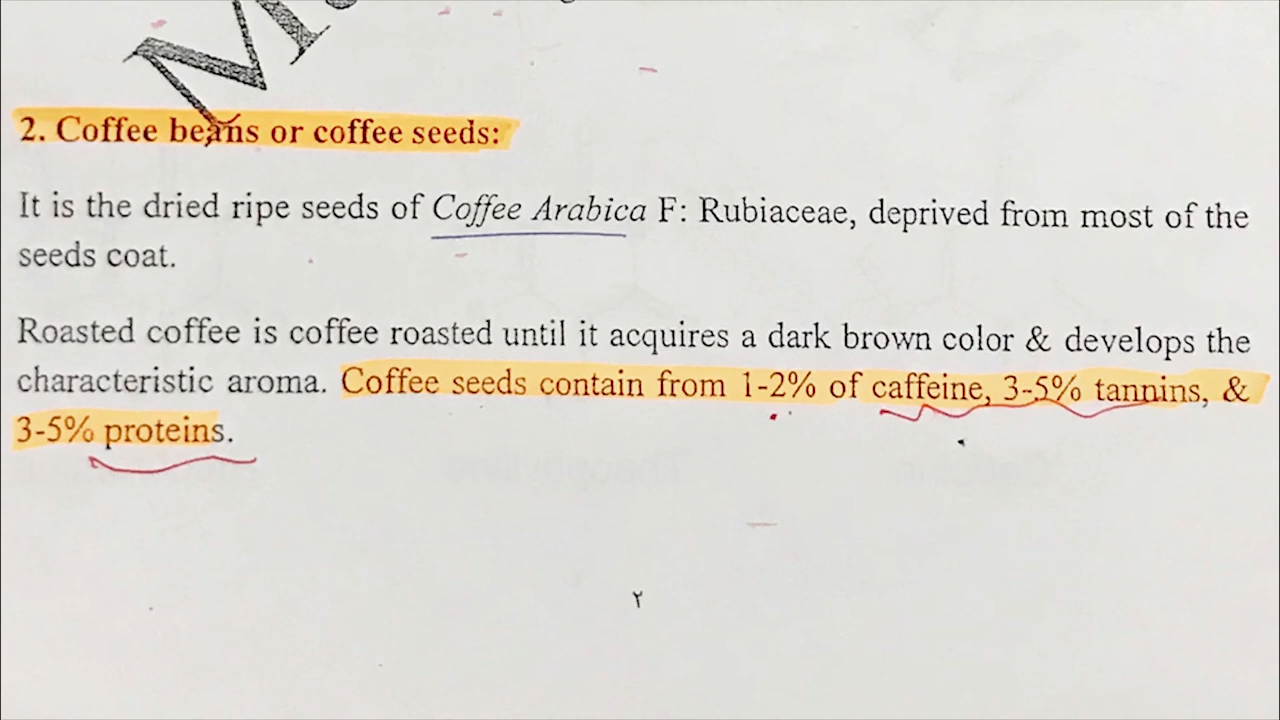 2. Coffee beans or coffee seeds:
It is the dried ripe seeds of Coffee Arabica F: Rubiaceae, deprived from most of the
seeds coat.
Roasted coffee is coffee roasted until it acquires a dark brown color & develops the
characteristic aroma. Coffee seeds contain from 1-2% of caffeine, 3-5% tannins, &
3-5% proteins.
٢